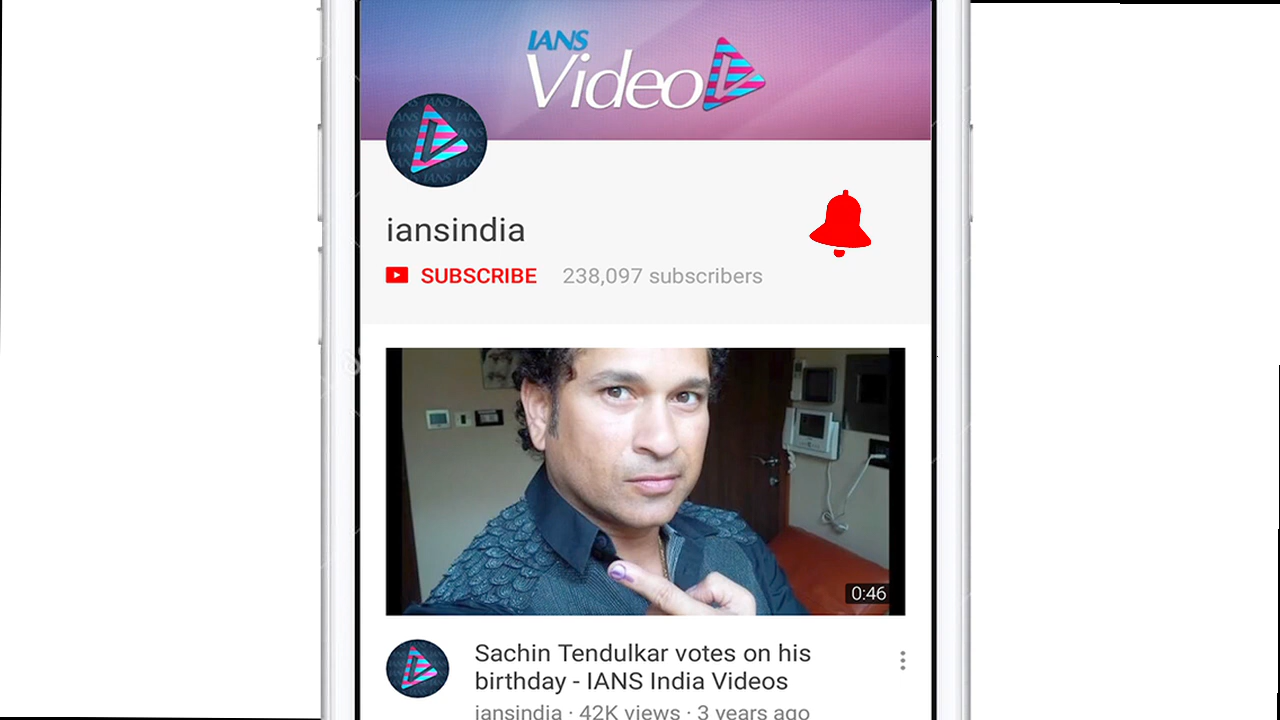 IANS
Video
iansindia
SUBSCRIBE 238,097 subscribers
0:46
Sachin Tendulkar votes on his
birthday - IANS India Videos
iansindia · 42K views · 3 years ago